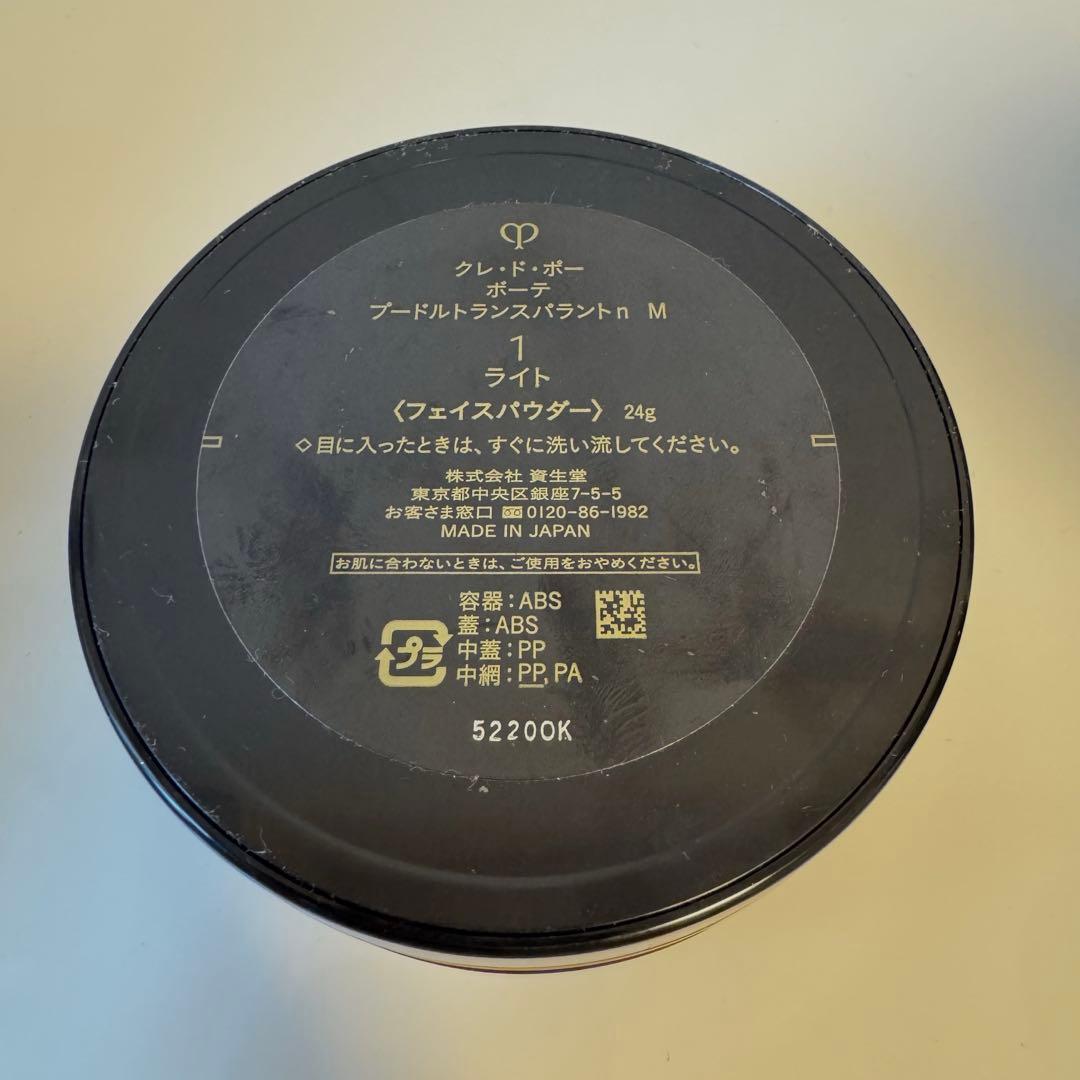 クレ・ド・ポー
ボーテ
プードルトランスパラントn M
1
ライト
〈フェイスパウダー〉 24g
◇目に入ったときは、すぐに洗い流してください。
株式会社 資生堂
東京都中央区銀座7-5-5
お客さま窓口 0120-86-1982
MADE IN JAPAN
お肌に合わないときは、ご使用をおやめください。
容器:ABS
蓋:ABS
プラ
中蓋:PP
中網:PP,PA
52200K